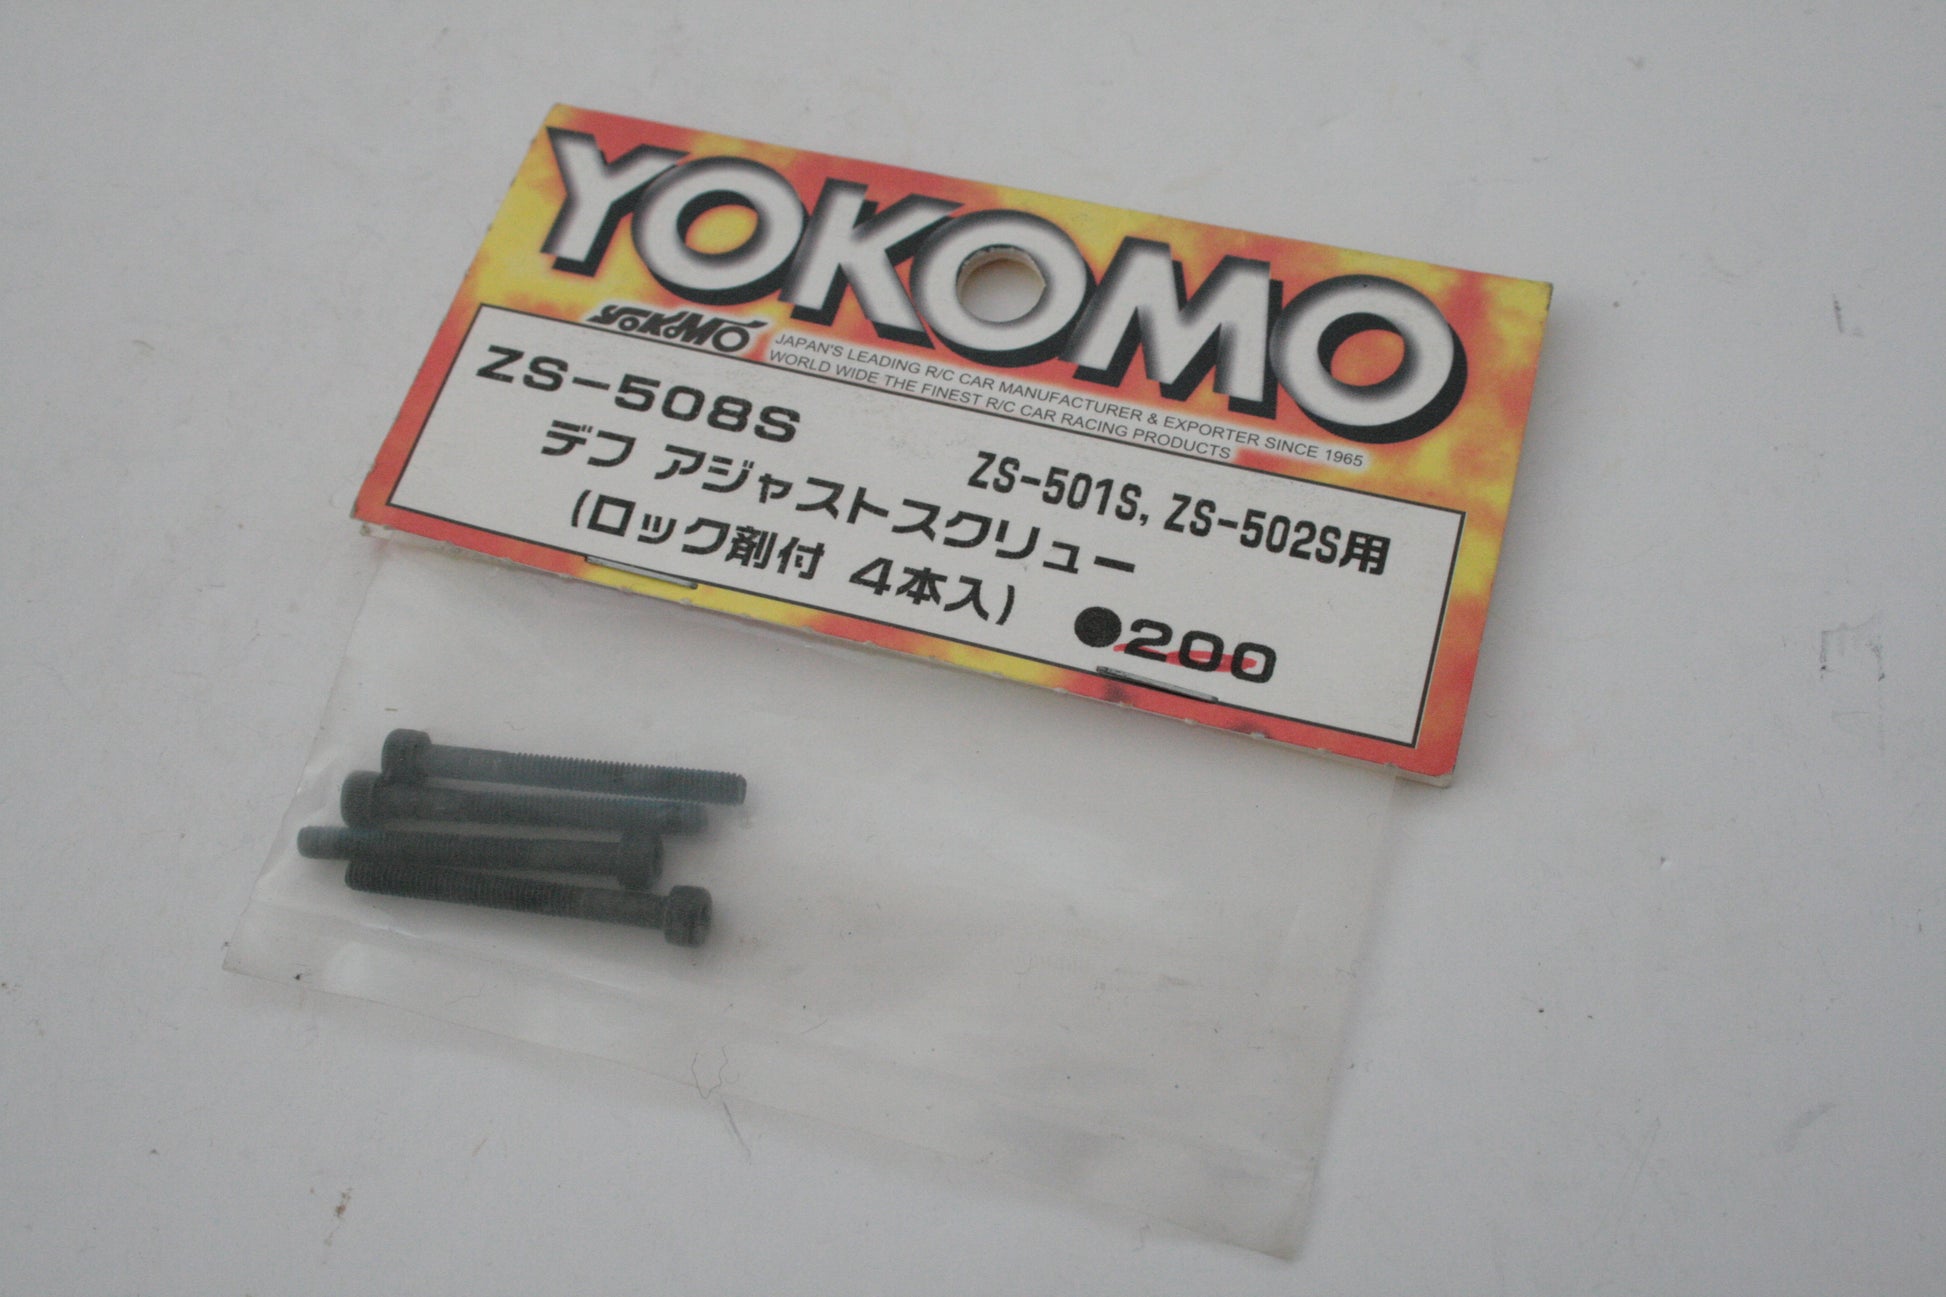 YOKOMO
YOKOMO
JAPAN'S LEADING R/C CAR MANUFACTURER & EXPORTER SINCE 1965
WORLD WIDE THE FINEST R/C CAR RACING PRODUCTS
ZS-508S
ZS-501S, ZS-502S用
デフ アジャストスクリュー
(ロック剤付 4本入)
●200